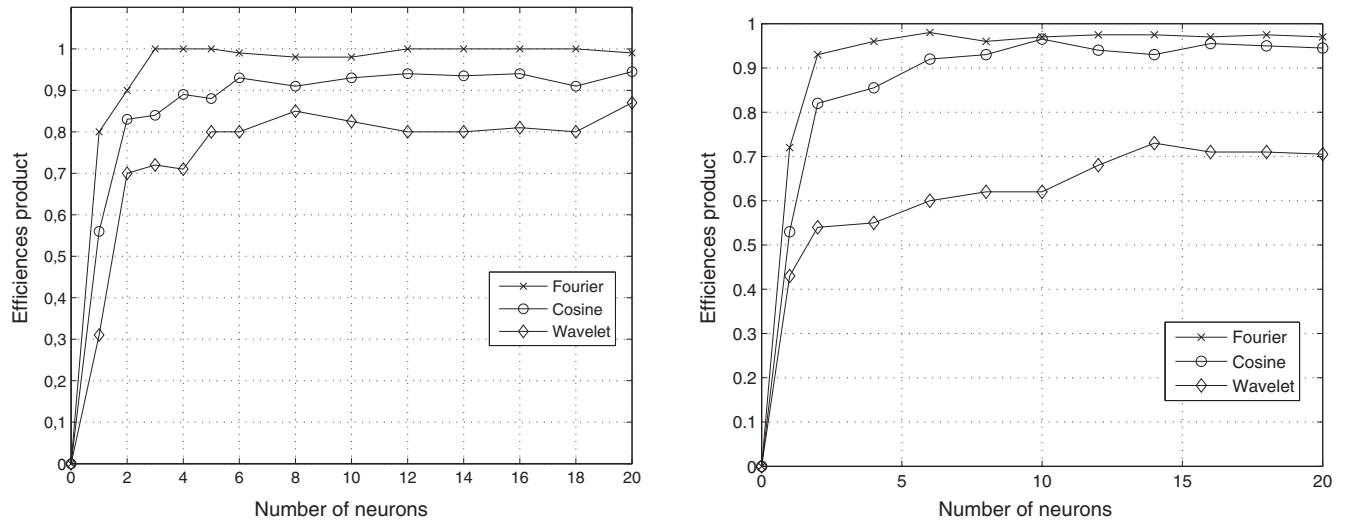 1
0,9
0,8
0,7
0,6
0,5
0,4
0,3
0,2
0,1
0
0 2 4 6 8 10 12 14 16 18 20
Efficiences product
Number of neurons
Fourier
Cosine
Wavelet
1
0.9
0.8
0.7
0.6
0.5
0.4
0.3
0.2
0.1
0
0 5 10 15 20
Efficiences product
Number of neurons
Fourier
Cosine
Wavelet